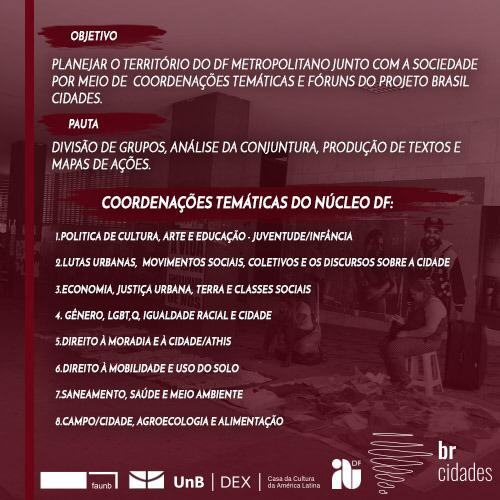 OBJETIVO
PLANEJAR O TERRITÓRIO DO DF METROPOLITANO JUNTO COM A SOCIEDADE
POR MEIO DE COORDENAÇÕES TEMÁTICAS E FÓRUNS DO PROJETO BRASIL
CIDADES.
PAUTA
DIVISÃO DE GRUPOS, ANÁLISE DA CONJUNTURA, PRODUÇÃO DE TEXTOS E
MAPAS DE AÇÕES.
COORDENAÇÕES TEMÁTICAS DO NÚCLEO DF:
1.POLITICA DE CULTURA, ARTE E EDUCAÇÃO - JUVENTUDE/INFÂNCIA
2.LUTAS URBANAS, MOVIMENTOS SOCIAIS, COLETIVOS E OS DISCURSOS SOBRE A CIDADE
3.ECONOMIA, JUSTIÇA URBANA, TERRA E CLASSES SOCIAIS
4. GÊNERO, LGBT,Q, IGUALDADE RACIAL E CIDADE
5.DIREITO À MORADIA E À CIDADE/ATHIS
6.DIREITO À MOBILIDADE E USO DO SOLO
7.SANEAMENTO, SAÚDE E MEIO AMBIENTE
8.CAMPO/CIDADE, AGROECOLOGIA E ALIMENTAÇÃO
faunb
UnB | DEX | Casa da Cultura
da América Latina
DF
br
cidades